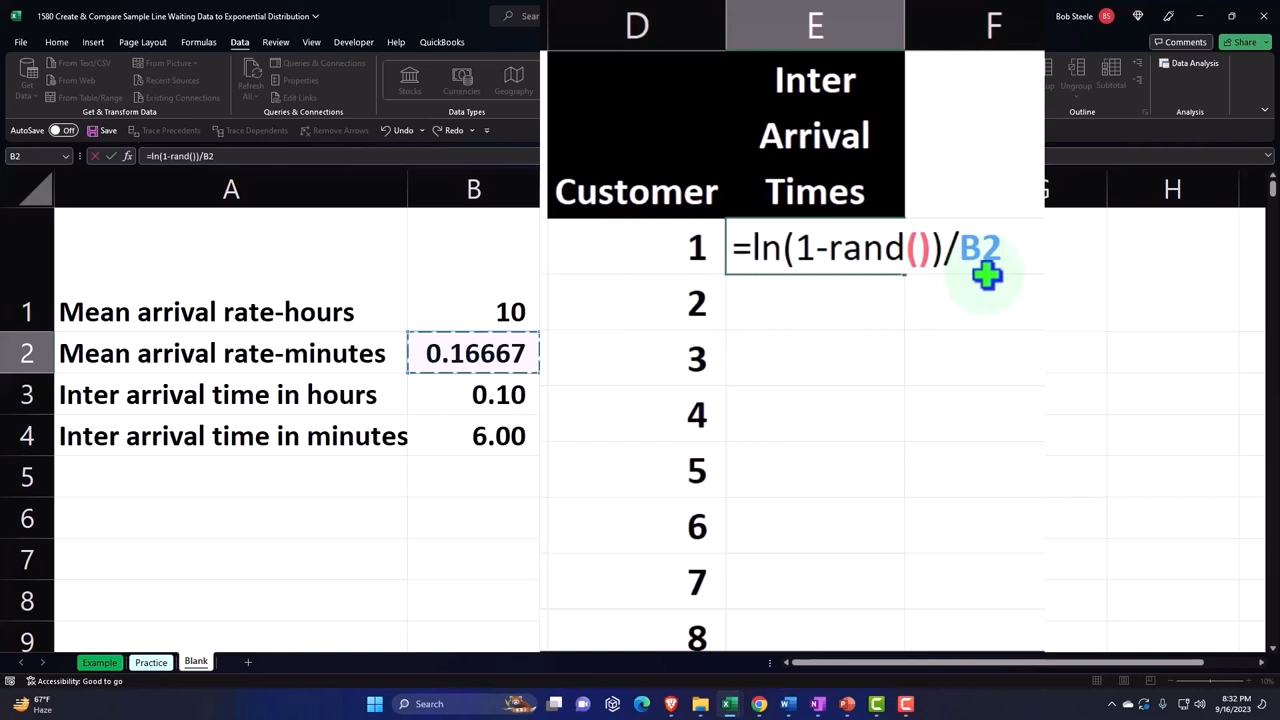 1580 Create & Compare Sample Line Waiting Data to Exponential Distribution
Bob Steele
BS
File
Home
Insert
Page Layout
Formulas
Data
Review
View
Developer
Help
QuickBooks
Comments
Share
Get Data
From Text/CSV
From Web
From Table/Range
From Picture
Recent Sources
Existing Connections
Get & Transform Data
Refresh All
Queries & Connections
Properties
Edit Links
Queries & Connections
Stocks
Currencies
Data Analysis
Ungroup
Subtotal
AutoSave
Off
Save
Trace Precedents
Trace Dependents
Remove Arrows
Undo
Redo
B2
fx
=ln(1-rand())/B2
A
B
D
E
F
G
H
Inter
Arrival
Customer
Times
1
=ln(1-rand())/B2
2
3
4
5
6
7
8
1
Mean arrival rate-hours
10
2
Mean arrival rate-minutes
0.16667
3
Inter arrival time in hours
0.10
4
Inter arrival time in minutes
6.00
5
6
7
8
9
Example
Practice
Blank
Accessibility: Good to go
10%
67°F
Haze
Search
8:32 PM
9/16/2023